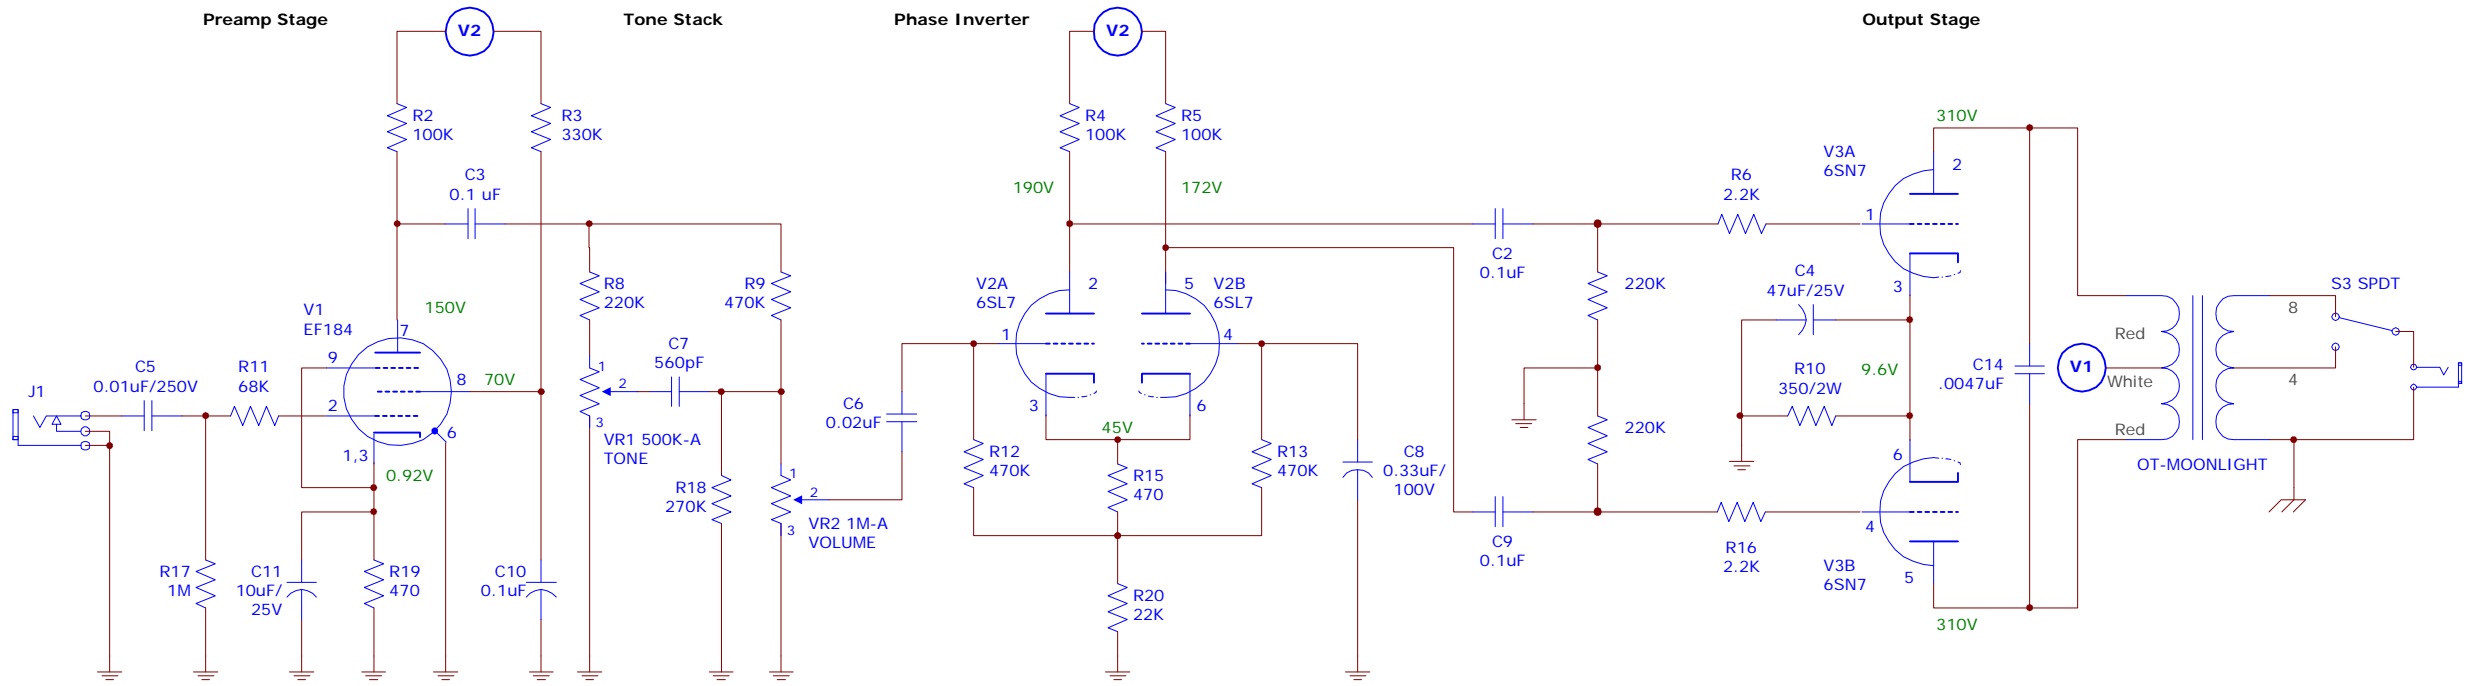 Preamp Stage
Tone Stack
Phase Inverter
Output Stage
V2
V2
R2
100K
R3
330K
R4
100K
R5
100K
310V
V3A
6SN7
2
C3
0.1 uF
190V
172V
R6
2.2K
1
C2
0.1uF
3
R8
220K
R9
470K
V2A
6SL7
2
5
V2B
6SL7
220K
C4
47uF/25V
S3 SPDT
8
150V
V1
EF184
7
9
8
70V
2
1
4
Red
C5
0.01uF/250V
R11
68K
J1
C7
560pF
1
2
3
VR1 500K-A
TONE
3
6
45V
R10
350/2W
9.6V
C14
.0047uF
V1
White
4
Red
OT-MOONLIGHT
C6
0.02uF
6
1,3
0.92V
R12
470K
R15
470
R13
470K
C8
0.33uF/
100V
220K
6
R18
270K
1
2
3
VR2 1M-A
VOLUME
C9
0.1uF
R16
2.2K
4
V3B
6SN7
5
R17
1M
C11
10uF/
25V
R19
470
C10
0.1uF
R20
22K
310V